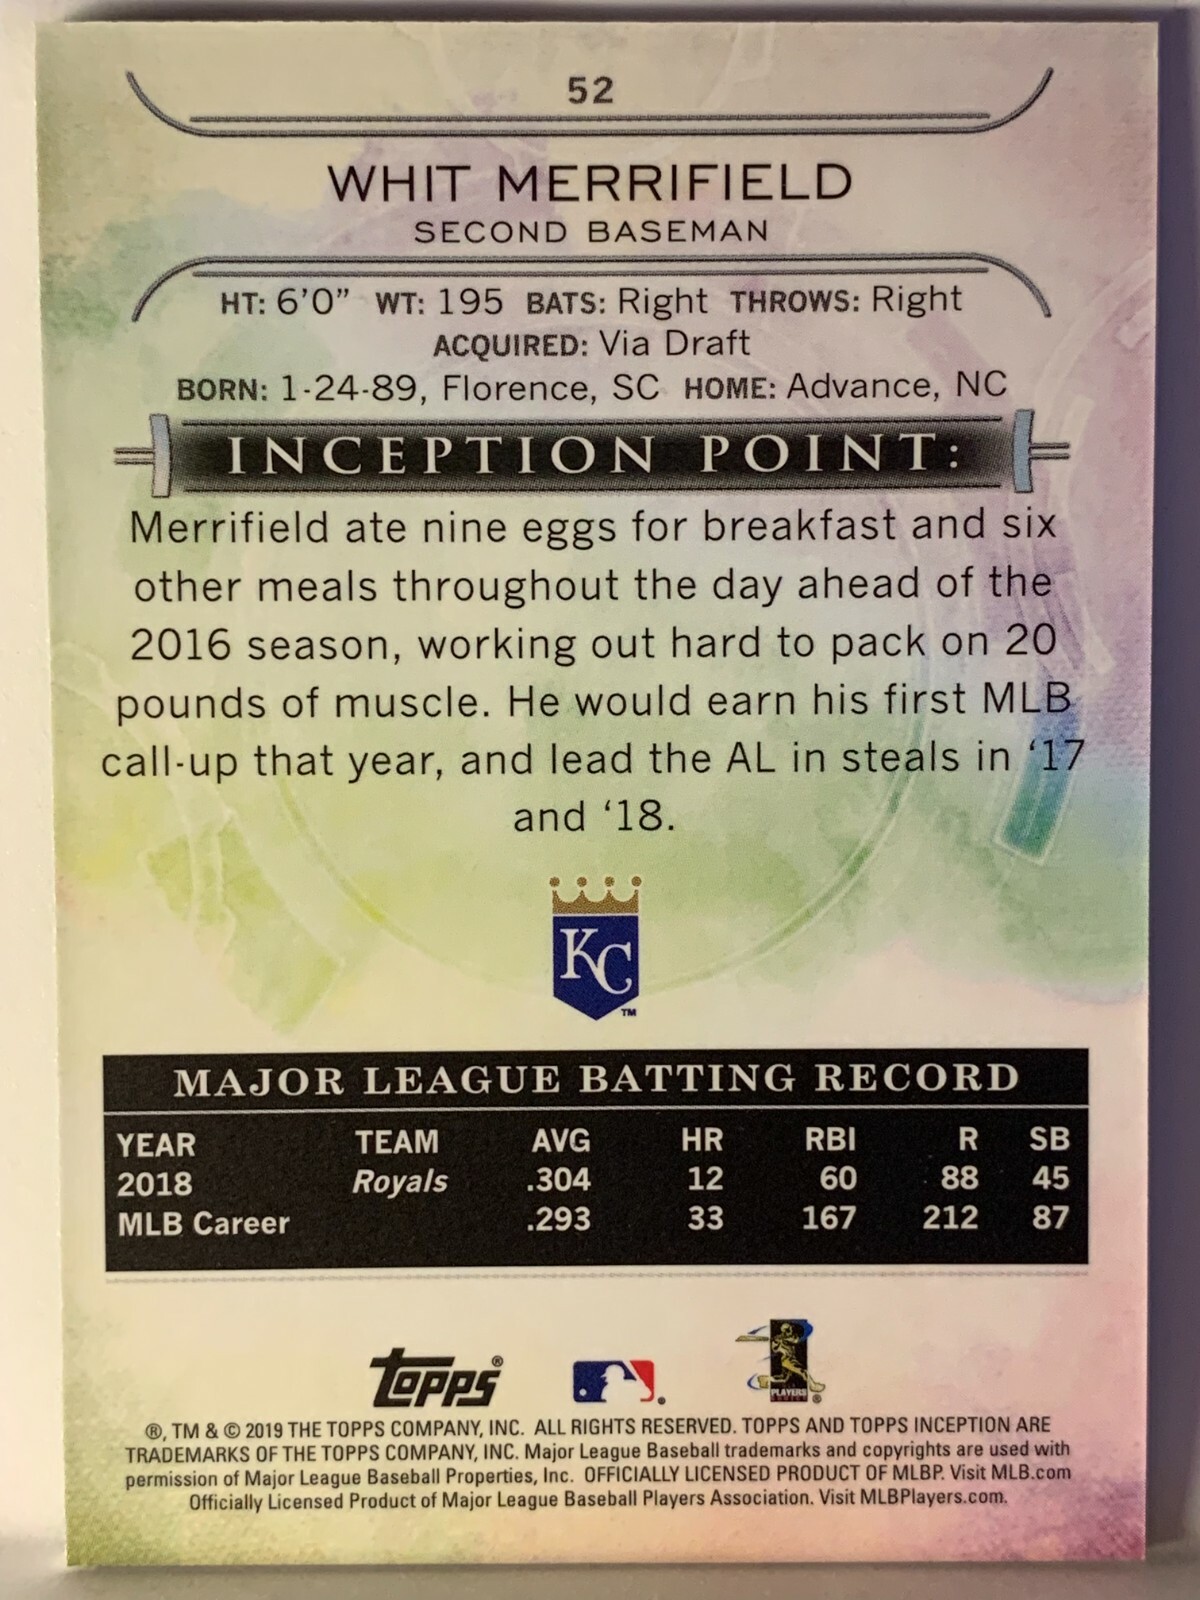 52
WHIT MERRIFIELD
SECOND BASEMAN
HT: 6'0” WT: 195 BATS: Right THROWS: Right
ACQUIRED: Via Draft
BORN: 1-24-89, Florence, SC HOME: Advance, NC
INCEPTION POINT:
Merrifield ate nine eggs for breakfast and six
other meals throughout the day ahead of the
2016 season, working out hard to pack on 20
pounds of muscle. He would earn his first MLB
call-up that year, and lead the AL in steals in ‘17
and ‘18.
KC
TM
MAJOR LEAGUE BATTING RECORD
YEAR TEAM AVG HR RBI R SB
2018 Royals .304 12 60 88 45
MLB Career .293 33 167 212 87
Topps® ® PLAYERS ®
®, TM & © 2019 THE TOPPS COMPANY, INC. ALL RIGHTS RESERVED. TOPPS AND TOPPS INCEPTION ARE
TRADEMARKS OF THE TOPPS COMPANY, INC. Major League Baseball trademarks and copyrights are used with
permission of Major League Baseball Properties, Inc. OFFICIALLY LICENSED PRODUCT OF MLBP. Visit MLB.com
Officially Licensed Product of Major League Baseball Players Association. Visit MLBPlayers.com.